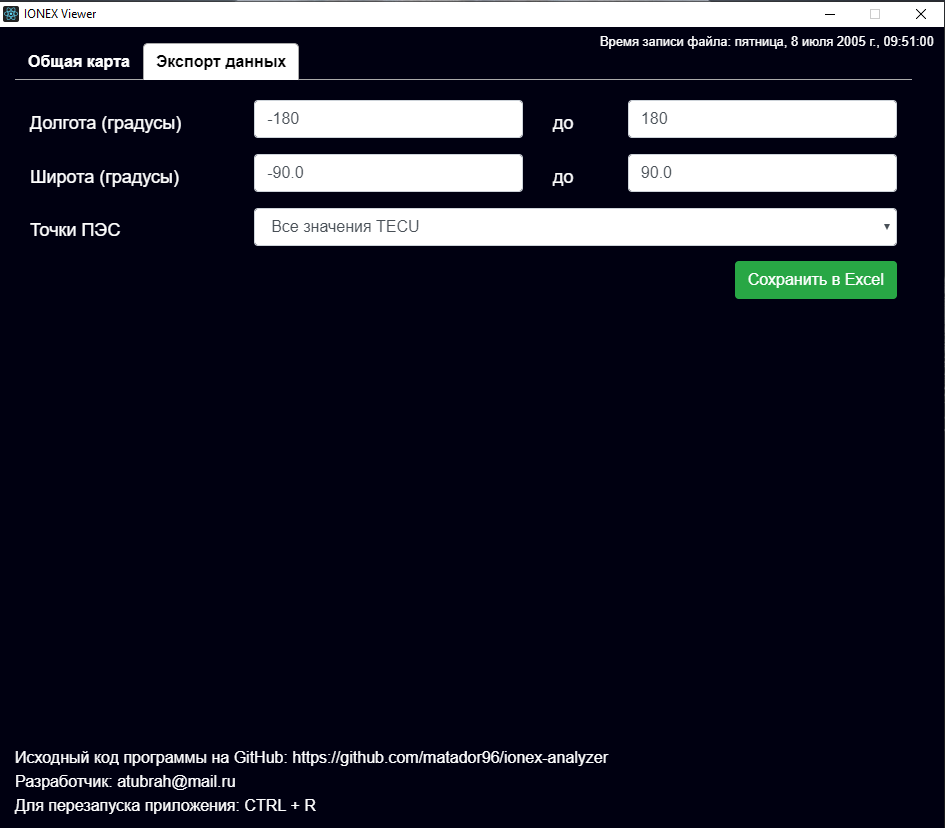 IONEX Viewer
Время записи файла: пятница, 8 июля 2005 г., 09:51:00
Общая карта Экспорт данных
Долгота (градусы) -180 до 180
Широта (градусы) -90.0 до 90.0
Точки ПЭС Все значения TECU
Сохранить в Excel
Исходный код программы на GitHub: https://github.com/matador96/ionex-analyzer
Разработчик: atubrah@mail.ru
Для перезапуска приложения: CTRL + R